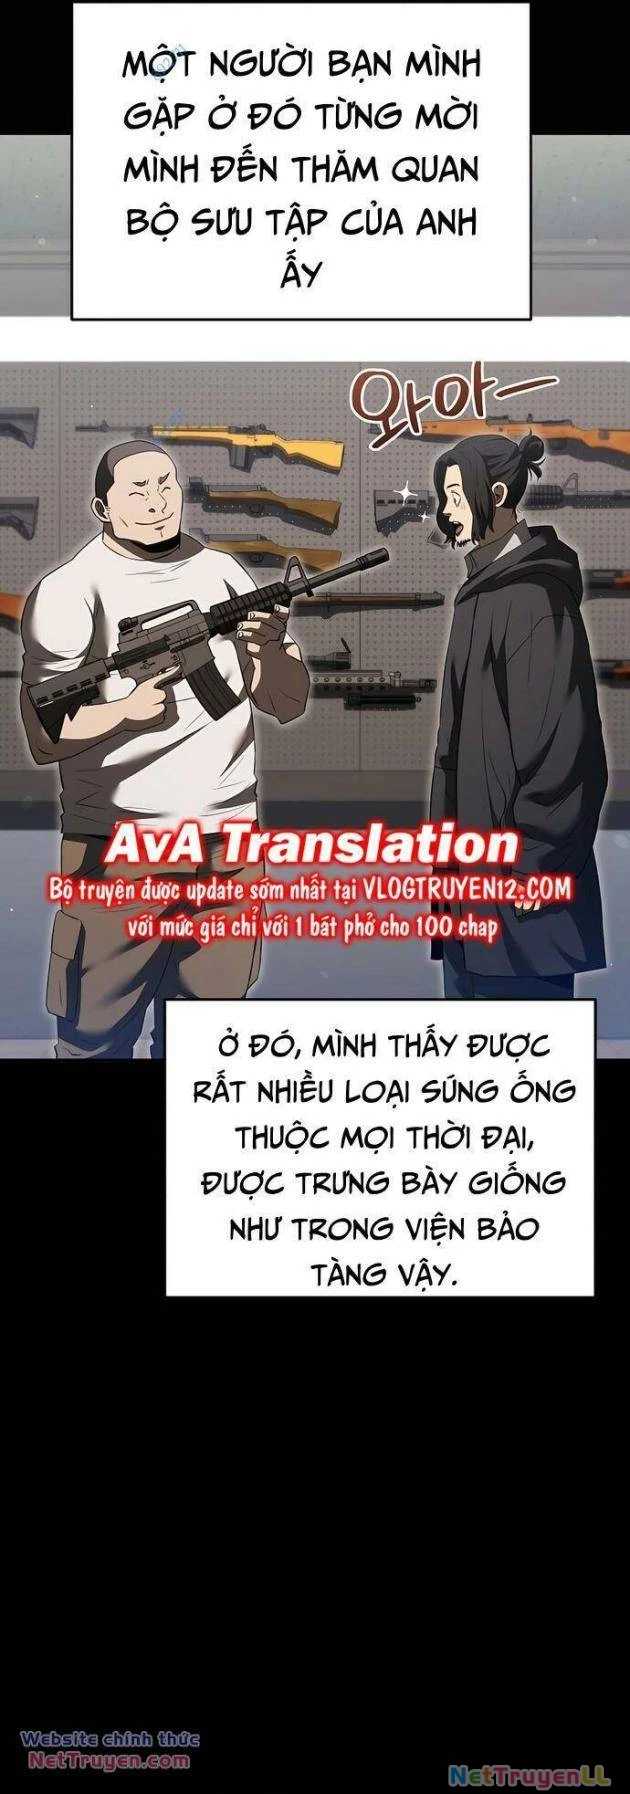 MỘT NGƯỜI BẠN MÌNH
GẶP Ở ĐÓ TỪNG MỜI
MÌNH ĐẾN THĂM QUAN
BỘ SƯU TẬP CỦA ANH
ẤY
와아—
AvA Translation
Bộ truyện được update sớm nhất tại VLOGTRUYEN12.COM
với mức giá chỉ với 1 bát phở cho 100 chap
Ở ĐÓ, MÌNH THẤY ĐƯỢC
RẤT NHIỀU LOẠI SÚNG ỐNG
THUỘC MỌI THỜI ĐẠI,
ĐƯỢC TRƯNG BÀY GIỐNG
NHƯ TRONG VIỆN BẢO
TÀNG VẬY.
Website chính thức
NetTruyen.com
NetTruyenLL